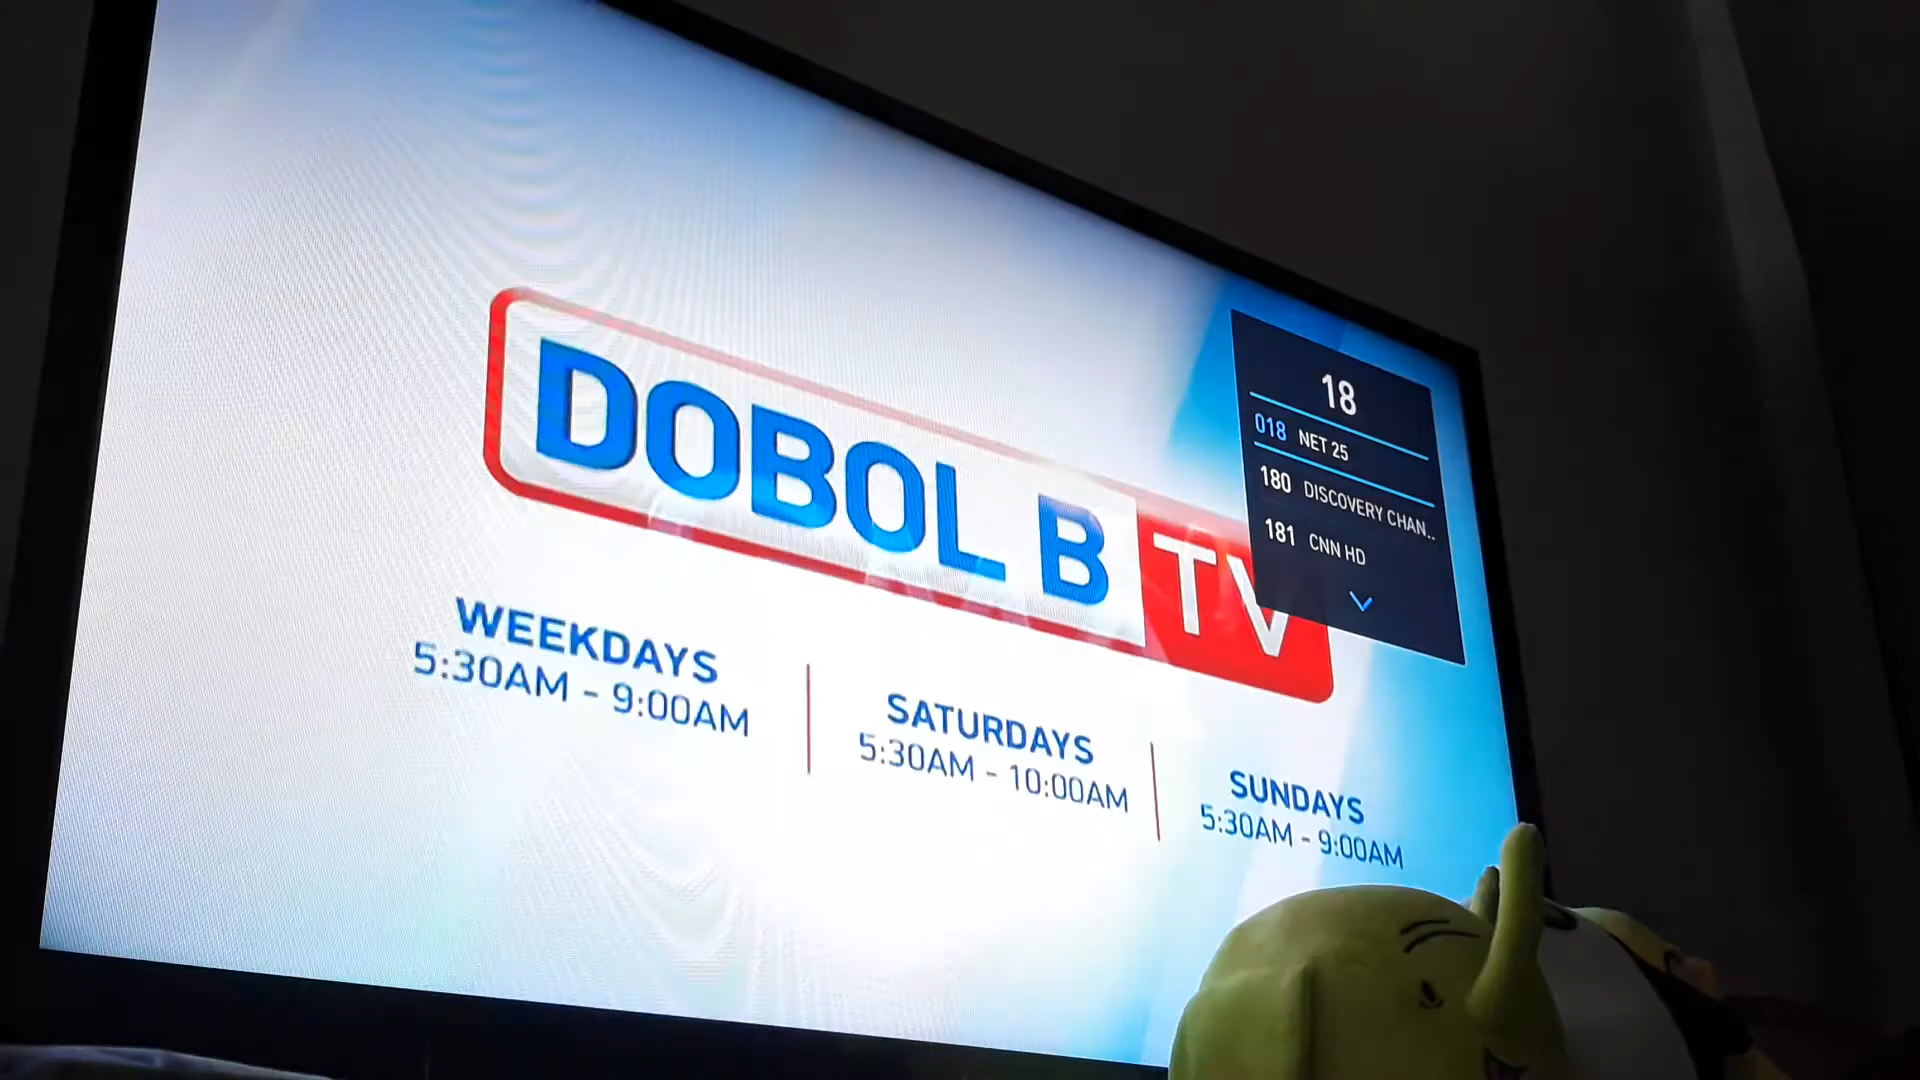 DOBOL B TV
WEEKDAYS
5:30AM - 9:00AM
SATURDAYS
5:30AM - 10:00AM
SUNDAYS
5:30AM - 9:00AM
18
018 NET 25
180 DISCOVERY CHAN..
181 CNN HD